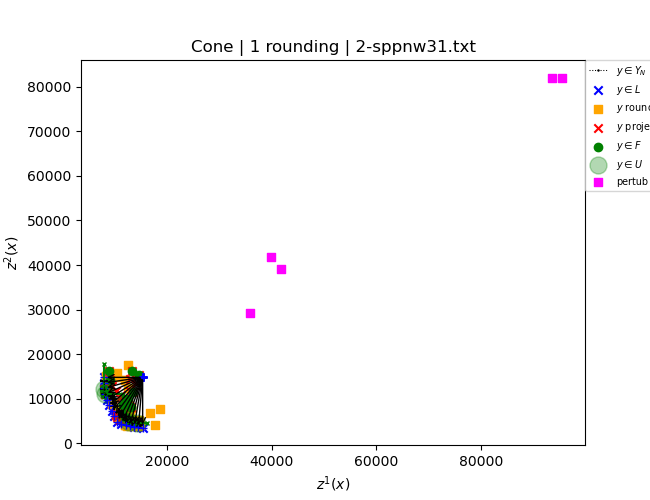 Cone | 1 rounding | 2-sppnw31.txt
z²(x)
80000
70000
60000
50000
40000
30000
20000
10000
0
20000
40000
60000
80000
z¹(x)
y ∈ Y_N
y ∈ L
y
y
y ∈ F
y ∈ U
pertub